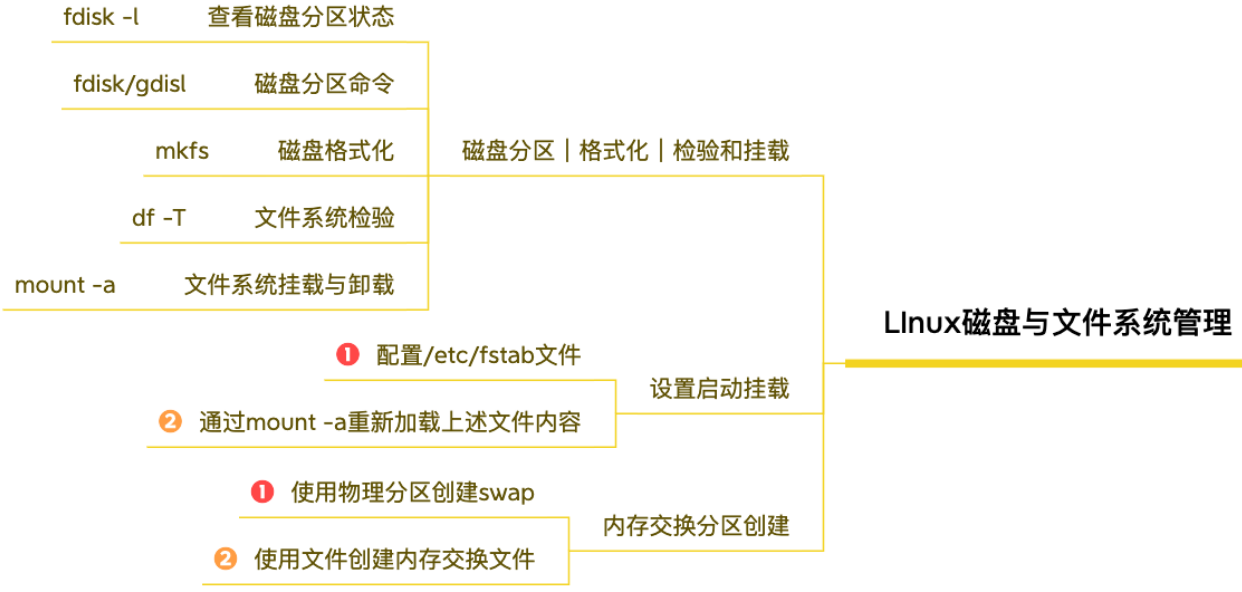 fdisk -l 查看磁盘分区状态
fdisk/gdisl 磁盘分区命令
mkfs 磁盘格式化
磁盘分区｜格式化｜检验和挂载
df -T 文件系统检验
mount -a 文件系统挂载与卸载
LInux磁盘与文件系统管理
1 配置/etc/fstab文件
设置启动挂载
2 通过mount -a重新加载上述文件内容
1 使用物理分区创建swap
内存交换分区创建
2 使用文件创建内存交换文件